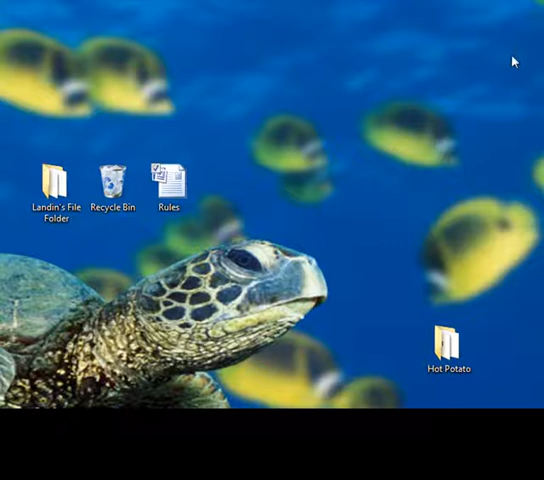 Landin's File
Folder
Recycle Bin
Rules
Hot Potato